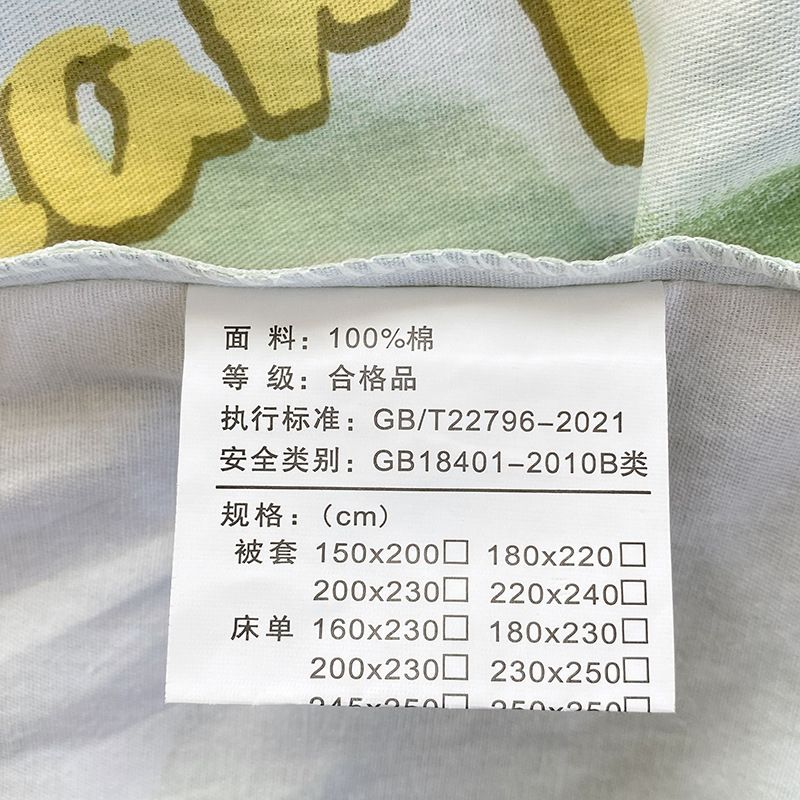 面 料：100%棉
等 级：合格品
执行标准：GB/T22796-2021
安全类别：GB18401-2010B类
规格：(cm)
被套 150x200□ 180x220□
200x230□ 220x240□
床单 160x230□ 180x230□
200x230□ 230x250□
245x250□ 250x250□